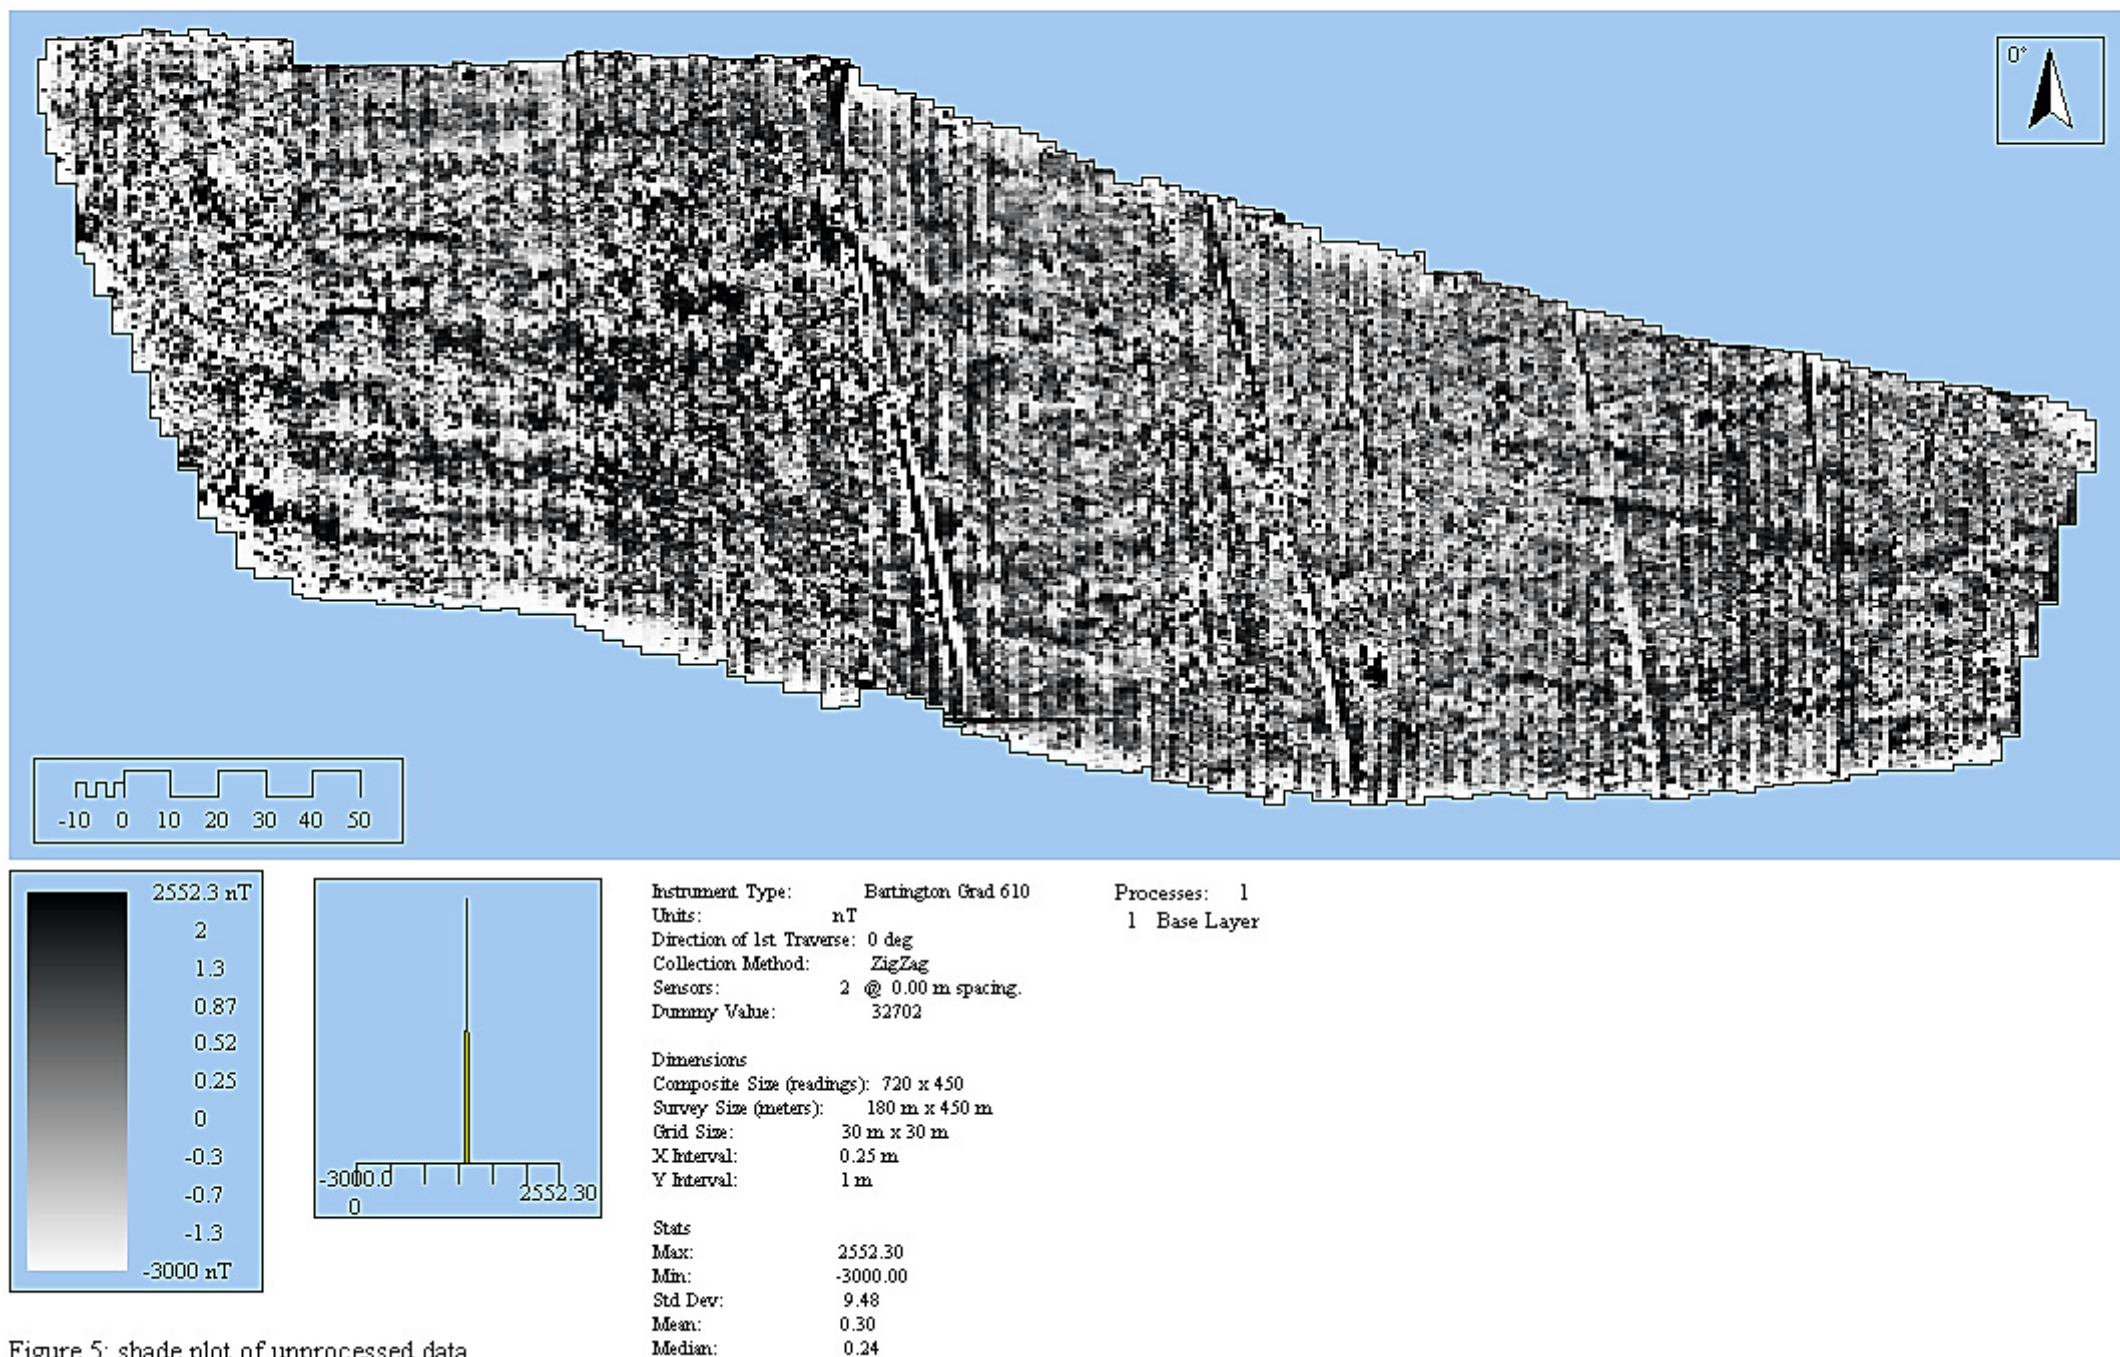 0°
-10 0 10 20 30 40 50
2552.3 nT
2
1.3
0.87
0.52
0.25
0
-0.3
-0.7
-1.3
-3000 nT
-3000.0
0
2552.30
Instrument Type: Bartington Grad 610
Units: nT
Direction of 1st Traverse: 0 deg
Collection Method: ZigZag
Sensors: 2 @ 0.00 m spacing.
Dummy Value: 32702
Dimensions
Composite Size (readings): 720 x 450
Survey Size (meters): 180 m x 450 m
Grid Size: 30 m x 30 m
X Interval: 0.25 m
Y Interval: 1 m
Stats
Max: 2552.30
Min: -3000.00
Std Dev: 9.48
Mean: 0.30
Median: 0.24
Processes: 1
1 Base Layer
Figure 5: shade plot of unprocessed data